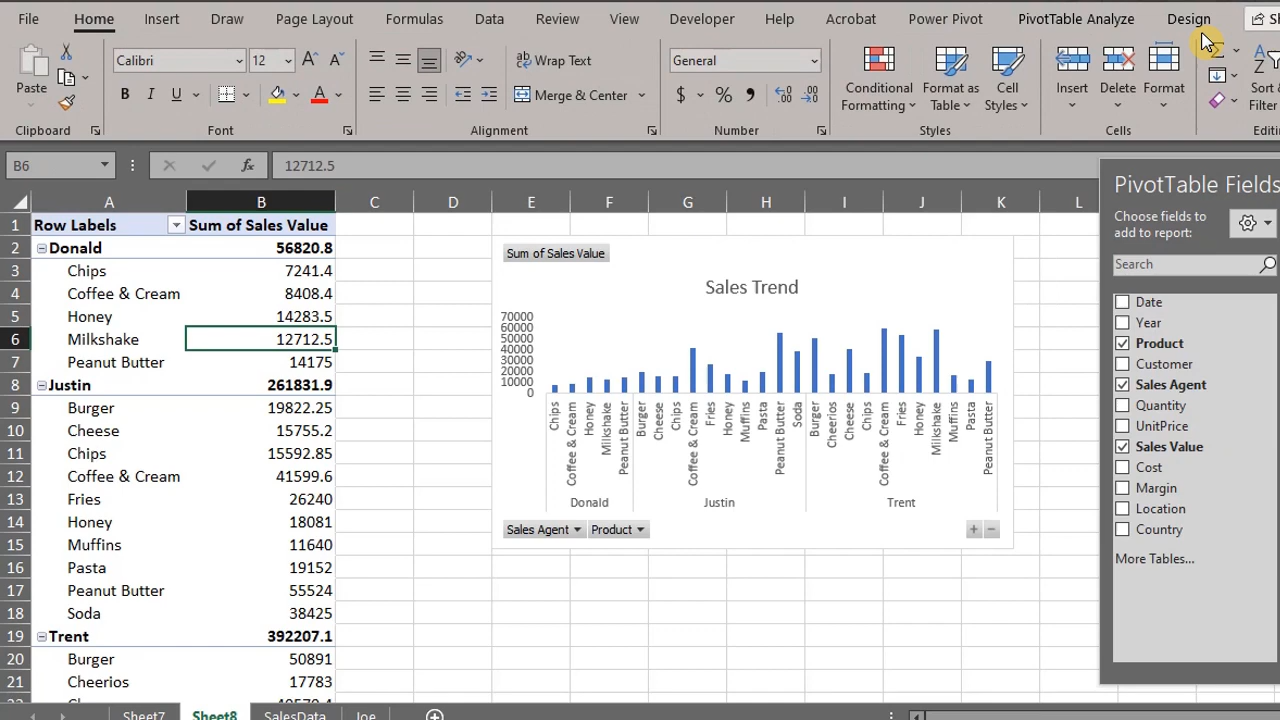 File Home Insert Draw Page Layout Formulas Data Review View Developer Help Acrobat Power Pivot PivotTable Analyze Design
Paste
Calibri 12
Wrap Text
General
Conditional Formatting
Format as Table
Cell Styles
Insert
Delete
Format
Sort &
Filter
B I U
Merge & Center
$ % ,
Clipboard Font Alignment Number Styles Cells
B6 fx 12712.5
A B C D E F G H I J K L
1 Row Labels Sum of Sales Value
2 Donald 56820.8
3 Chips 7241.4
4 Coffee & Cream 8408.4
5 Honey 14283.5
6 Milkshake 12712.5
7 Peanut Butter 14175
8 Justin 261831.9
9 Burger 19822.25
10 Cheese 15755.2
11 Chips 15592.85
12 Coffee & Cream 41599.6
13 Fries 26240
14 Honey 18081
15 Muffins 11640
16 Pasta 19152
17 Peanut Butter 55524
18 Soda 38425
19 Trent 392207.1
20 Burger 50891
21 Cheerios 17783
Sum of Sales Value
Sales Trend
70000
60000
50000
40000
30000
20000
10000
0
Chips Coffee & Cream Honey Milkshake Peanut Butter Burger Cheese Chips Coffee & Cream Fries Honey Muffins Pasta Peanut Butter Soda Burger Cheerios Cheese Chips Coffee & Cream Fries Honey Milkshake Muffins Pasta Peanut Butter
Donald Justin Trent
Sales Agent Product + −
PivotTable Fields
Choose fields to
add to report:
Search
Date
Year
Product
Customer
Sales Agent
Quantity
UnitPrice
Sales Value
Cost
Margin
Location
Country
More Tables...
Sheet7 Sheet8 SalesData Joe